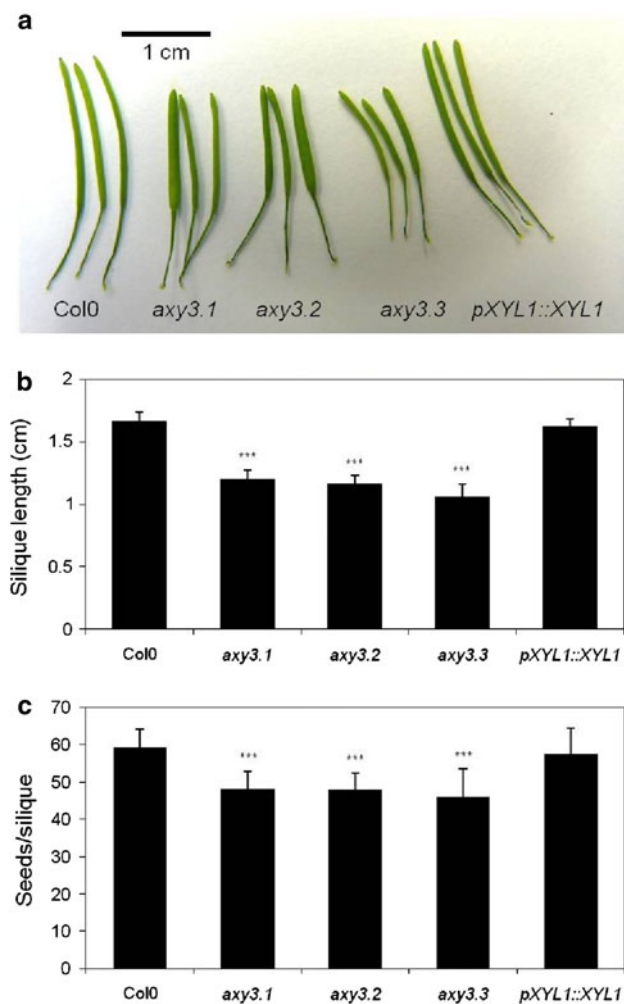 a
1 cm
Col0 axy3.1 axy3.2 axy3.3 pXYL1::XYL1
b
Silique length (cm)
2
1.5
1
0.5
0
*** *** ***
Col0 axy3.1 axy3.2 axy3.3 pXYL1::XYL1
c
Seeds/silique
70
60
50
40
30
20
10
0
*** *** ***
Col0 axy3.1 axy3.2 axy3.3 pXYL1::XYL1